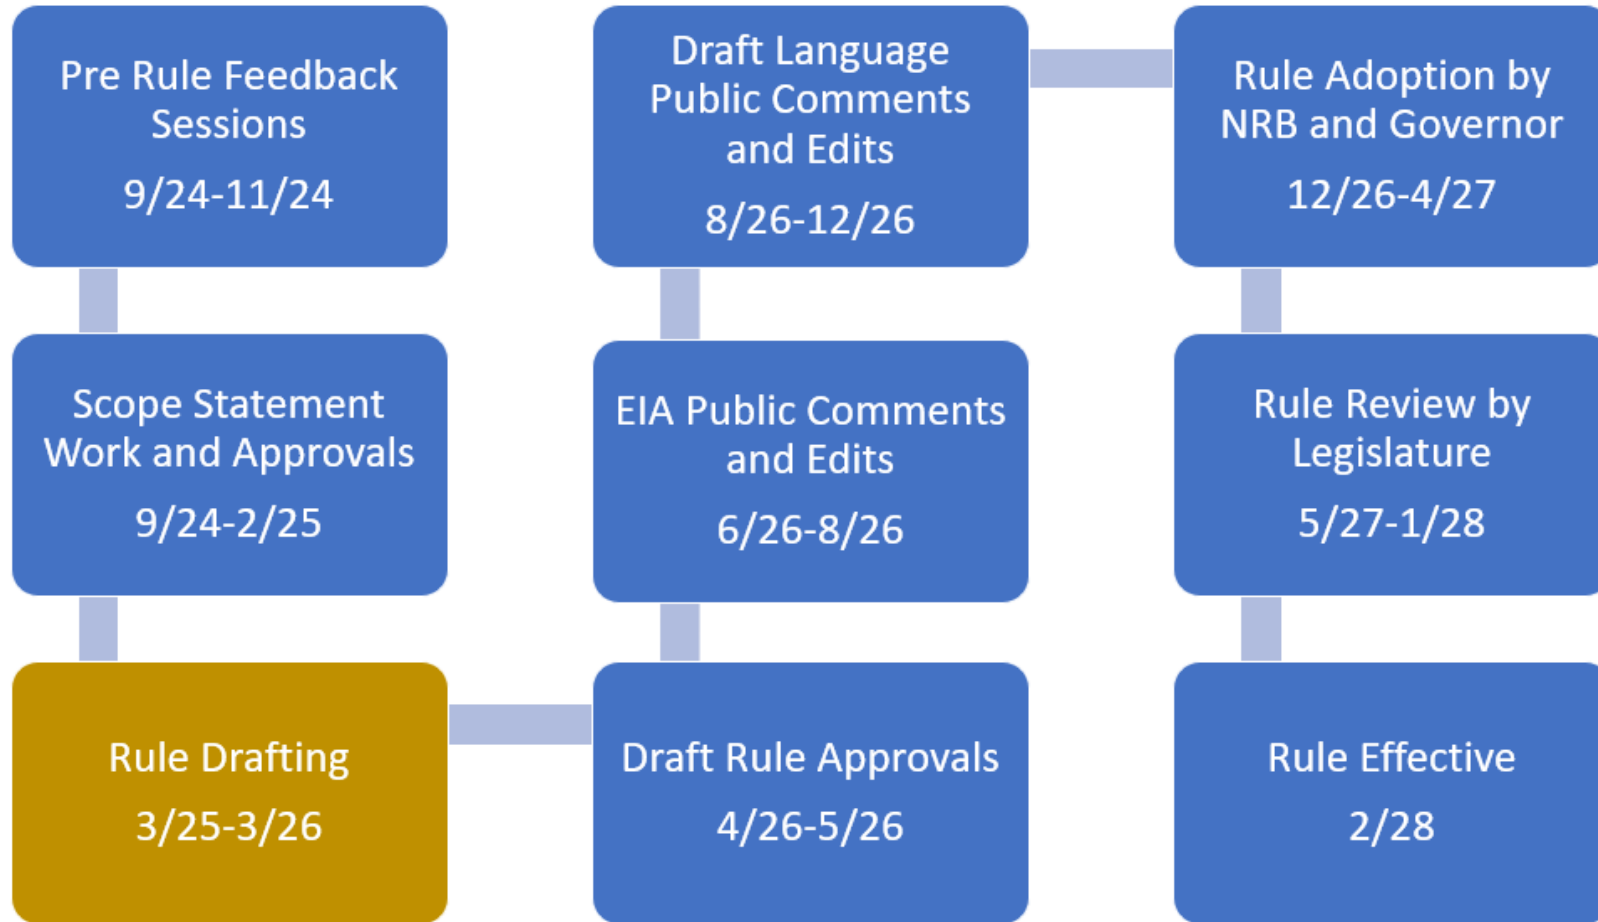 Pre Rule Feedback
Sessions
9/24-11/24
Scope Statement
Work and Approvals
9/24-2/25
Rule Drafting
3/25-3/26
Draft Rule Approvals
4/26-5/26
EIA Public Comments
and Edits
6/26-8/26
Draft Language
Public Comments
and Edits
8/26-12/26
Rule Adoption by
NRB and Governor
12/26-4/27
Rule Review by
Legislature
5/27-1/28
Rule Effective
2/28